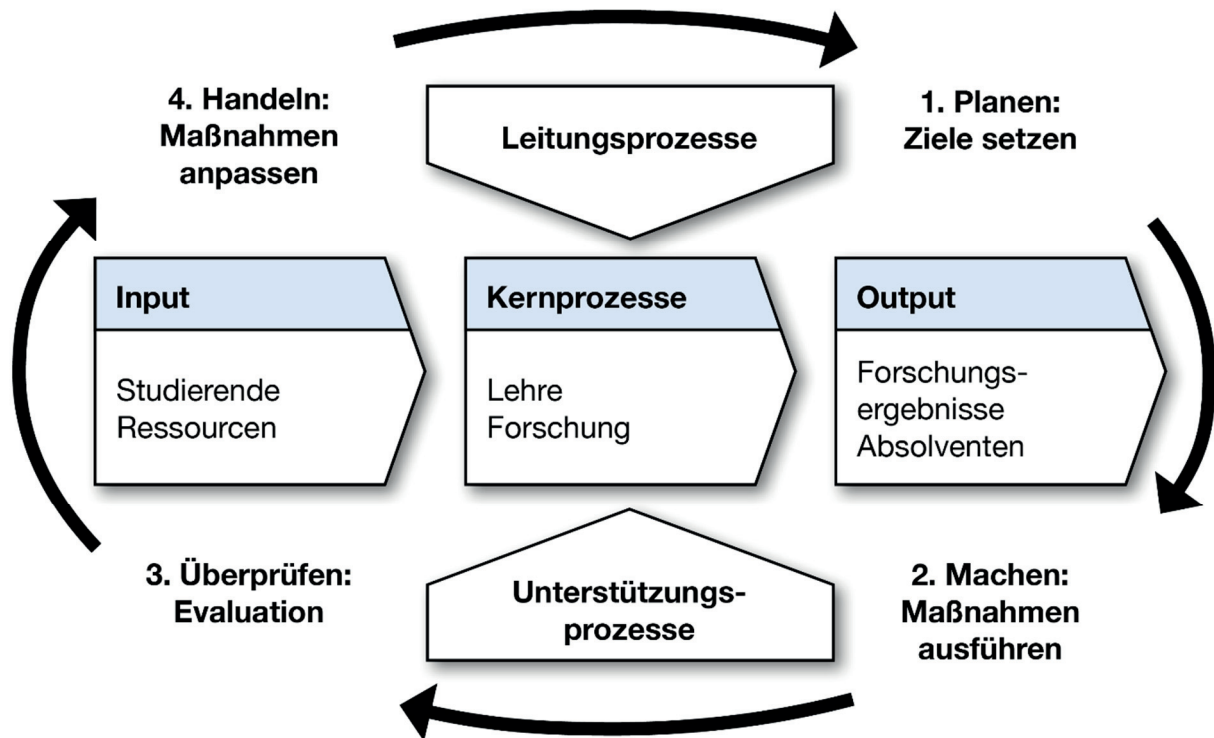 4. Handeln:
Maßnahmen
anpassen
Leitungsprozesse
1. Planen:
Ziele setzen
Input
Studierende
Ressourcen
Kernprozesse
Lehre
Forschung
Output
Forschungs-
ergebnisse
Absolventen
3. Überprüfen:
Evaluation
Unterstützungs-
prozesse
2. Machen:
Maßnahmen
ausführen